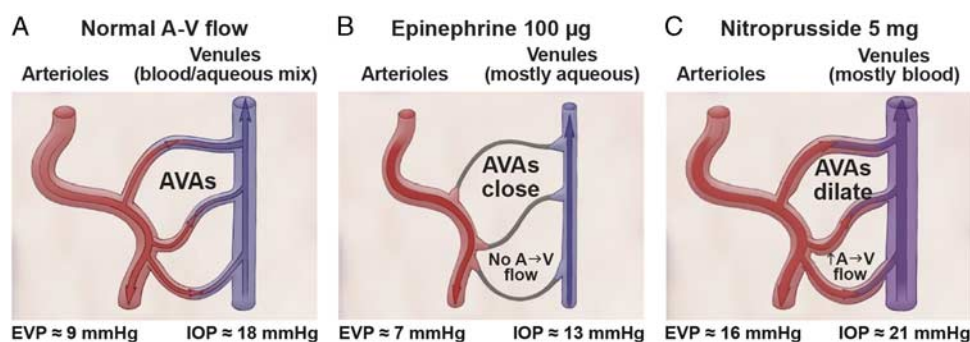 A Normal A-V flow
Arterioles
Venules
(blood/aqueous mix)
AVAs
EVP ≈ 9 mmHg IOP ≈ 18 mmHg
B Epinephrine 100 µg
Arterioles
Venules
(mostly aqueous)
AVAs
close
No A→V
flow
EVP ≈ 7 mmHg IOP ≈ 13 mmHg
C Nitroprusside 5 mg
Arterioles
Venules
(mostly blood)
AVAs
dilate
↑A→V
flow
EVP ≈ 16 mmHg IOP ≈ 21 mmHg